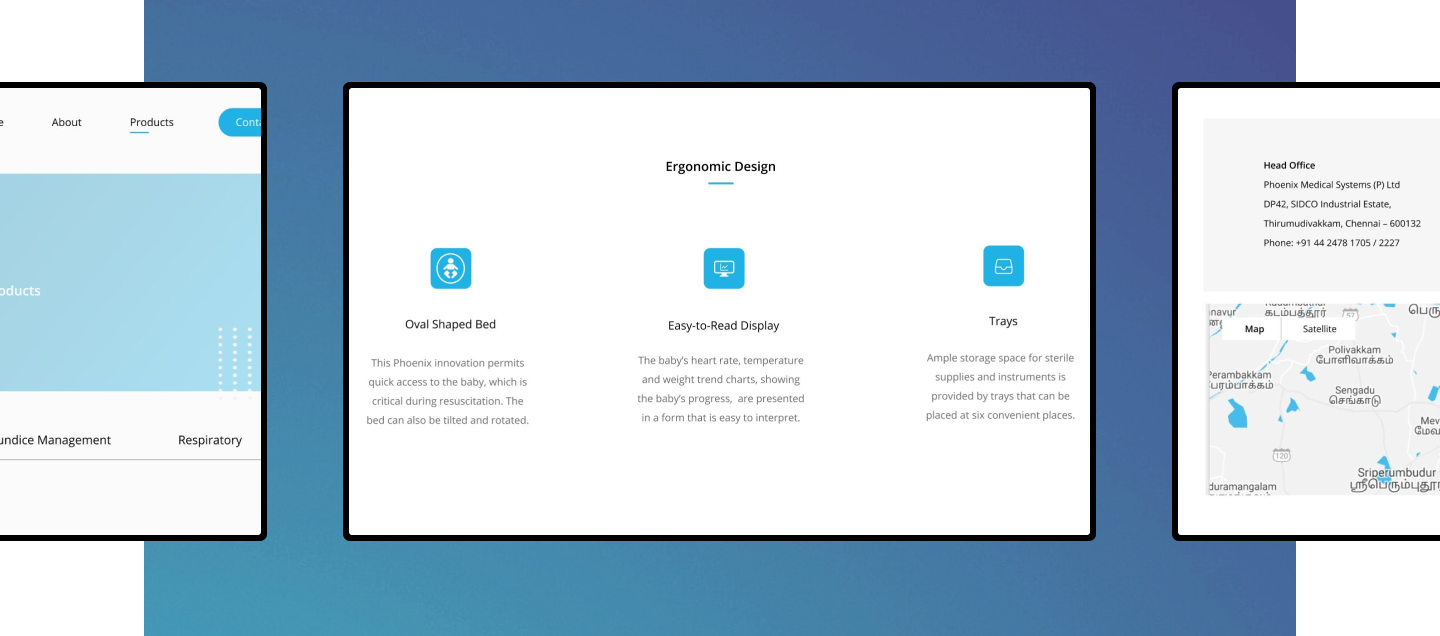 About
Products
oducts
undice Management
Respiratory
Ergonomic Design
Oval Shaped Bed
This Phoenix innovation permits
quick access to the baby, which is
critical during resuscitation. The
bed can also be tilted and rotated.
Easy-to-Read Display
The baby's heart rate, temperature
and weight trend charts, showing
the baby's progress, are presented
in a form that is easy to interpret.
Trays
Ample storage space for sterile
supplies and instruments is
provided by trays that can be
placed at six convenient places.
Head Office
Phoenix Medical Systems (P) Ltd
DP42, SIDCO Industrial Estate,
Thirumudivakkam, Chennai – 600132
Phone: +91 44 2478 1705 / 2227
Map
Satellite
கடம்பத்தூர்
57
Polivakkam
போளிவாக்கம்
Perambakkam
பேரம்பாக்கம்
Sengadu
செங்காடு
120
Sriperumbudur
duramangalam